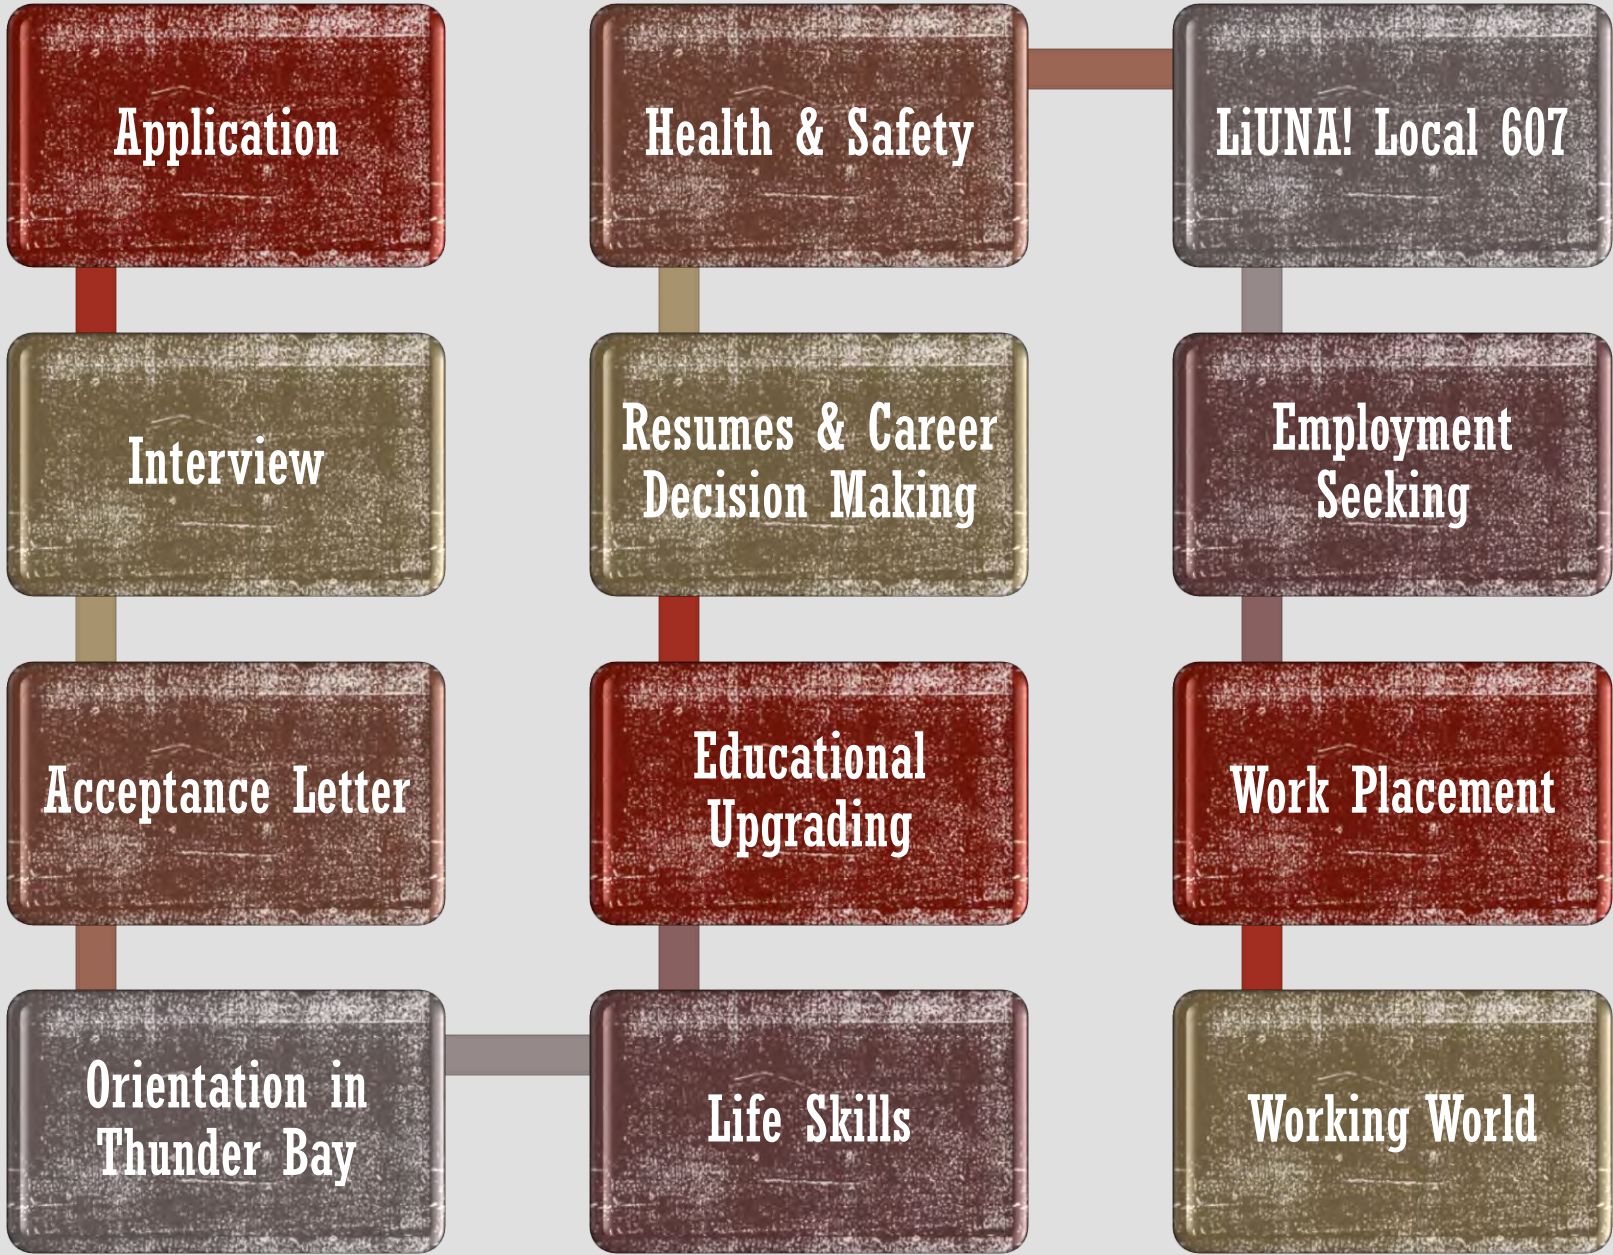 Application
Interview
Acceptance Letter
Orientation in
Thunder Bay
Life Skills
Educational
Upgrading
Resumes & Career
Decision Making
Health & Safety
LiUNA! Local 607
Employment
Seeking
Work Placement
Working World